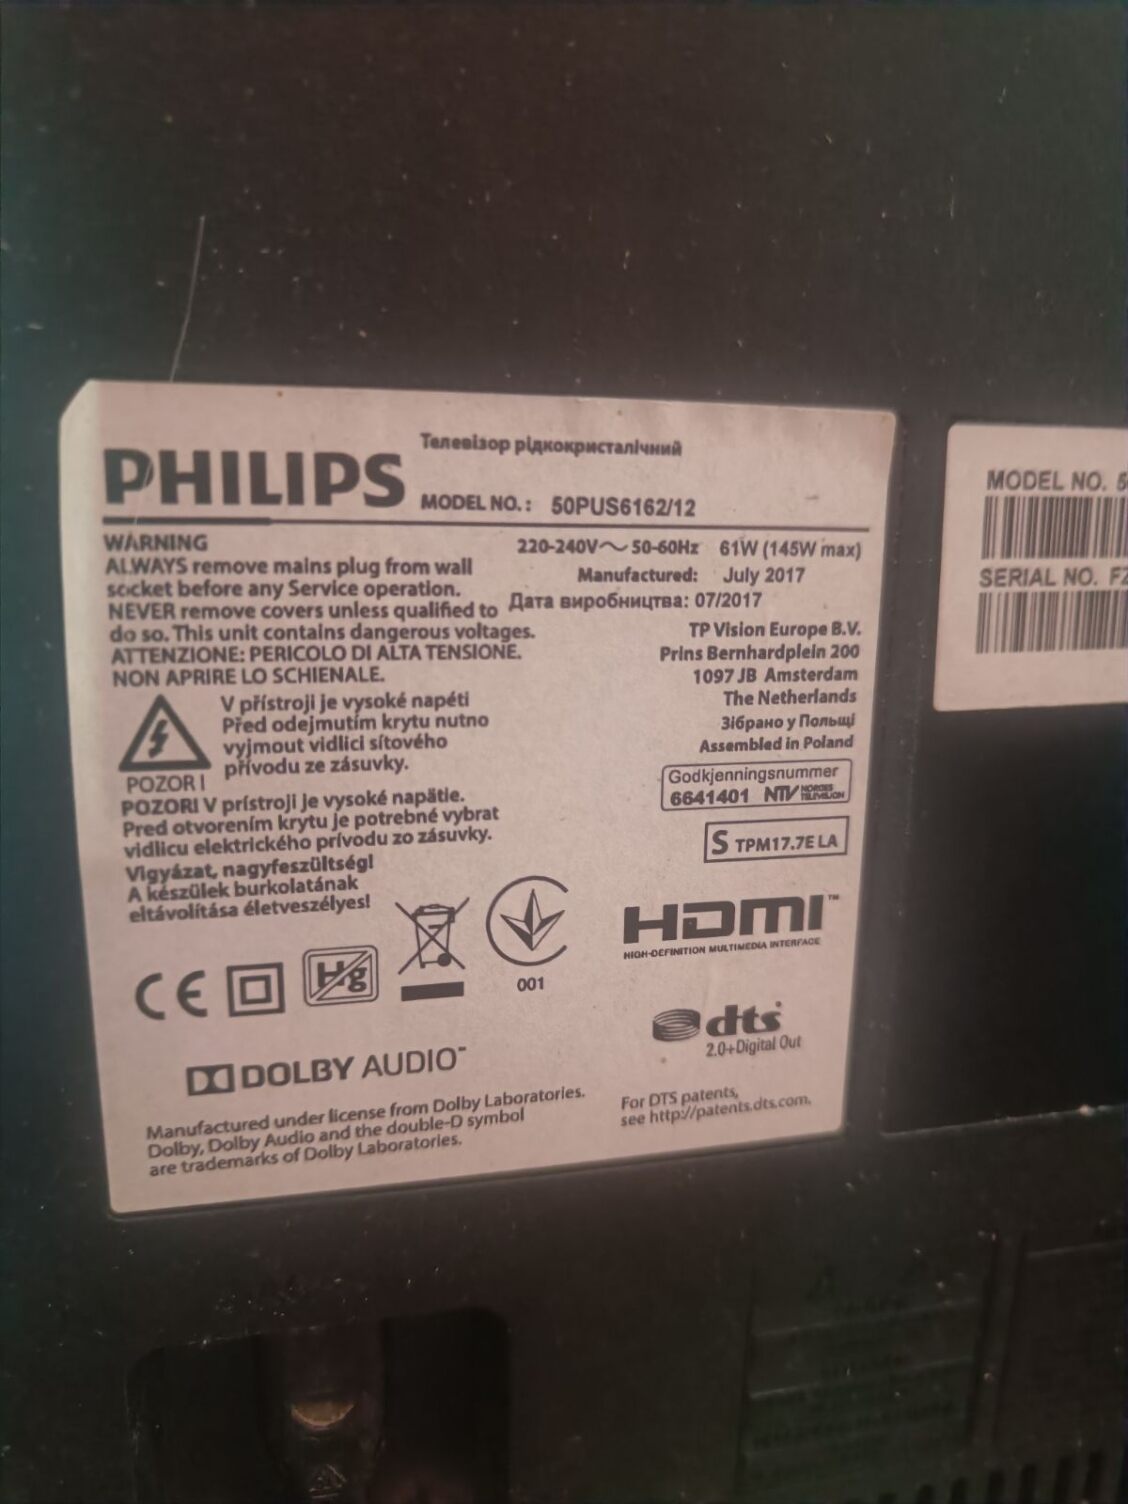 Телевізор рідкокристалічний
PHILIPS
MODEL NO.: 50PUS6162/12
WARNING
ALWAYS remove mains plug from wall
socket before any Service operation.
NEVER remove covers unless qualified to
do so. This unit contains dangerous voltages.
ATTENZIONE: PERICOLO DI ALTA TENSIONE.
NON APRIRE LO SCHIENALE.
V přístroji je vysoké napětí
Před odejmutím krytu nutno
vyjmout vidlici síťového
přívodu ze zásuvky.
POZOR !
POZOR! V prístroji je vysoké napätie.
Pred otvorením krytu je potrebné vybrat
vidlicu elektrického prívodu zo zásuvky.
Vigyázat, nagyfeszültség!
A készülek burkolatának
eltávolítása életveszélyes!
220-240V～50-60Hz 61W (145W max)
Manufactured: July 2017
Дата виробництва: 07/2017
TP Vision Europe B.V.
Prins Bernhardplein 200
1097 JB Amsterdam
The Netherlands
Зібрано у Польщі
Assembled in Poland
Godkjenningsnummer
6641401 NTV NORGES TELEVISJON
S TPM17.7E LA
CE
Hg
001
HDMI™
HIGH-DEFINITION MULTIMEDIA INTERFACE
dts
2.0+Digital Out
DOLBY AUDIO™
Manufactured under license from Dolby Laboratories.
Dolby, Dolby Audio and the double-D symbol
are trademarks of Dolby Laboratories.
For DTS patents,
see http://patents.dts.com.
MODEL NO. 5
SERIAL NO. FZ